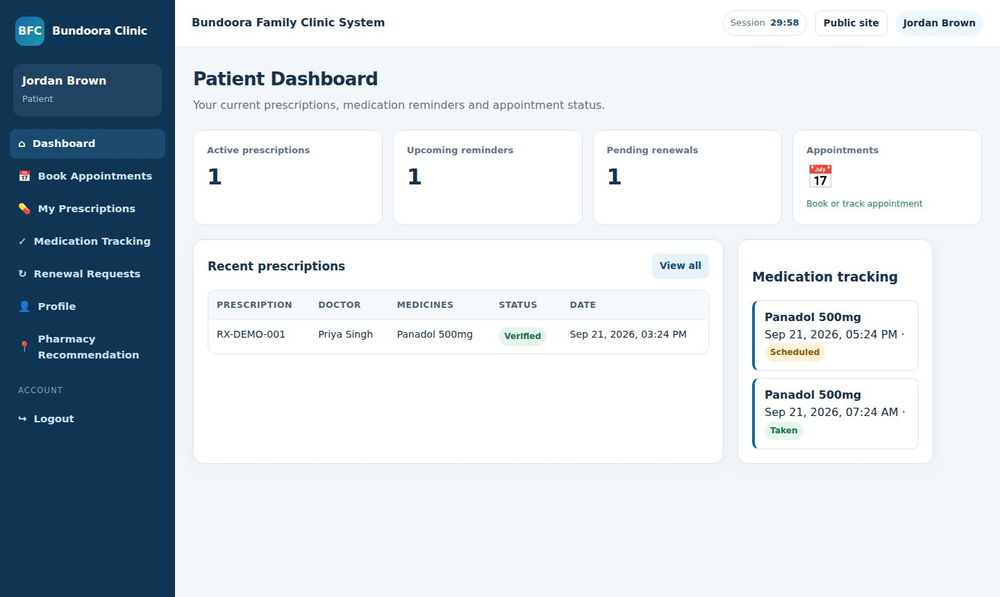 BFC Bundoora Clinic
Jordan Brown
Patient
Dashboard
Book Appointments
My Prescriptions
Medication Tracking
Renewal Requests
Profile
Pharmacy
Recommendation
ACCOUNT
Logout
Bundoora Family Clinic System
Session 29:58
Public site
Jordan Brown
Patient Dashboard
Your current prescriptions, medication reminders and appointment status.
Active prescriptions
1
Upcoming reminders
1
Pending renewals
1
Appointments
July
17
Book or track appointment
Recent prescriptions
View all
PRESCRIPTION DOCTOR MEDICINES STATUS DATE
RX-DEMO-001 Priya Singh Panadol 500mg Verified Sep 21, 2026, 03:24 PM
Medication tracking
Panadol 500mg
Sep 21, 2026, 05:24 PM ·
Scheduled
Panadol 500mg
Sep 21, 2026, 07:24 AM ·
Taken